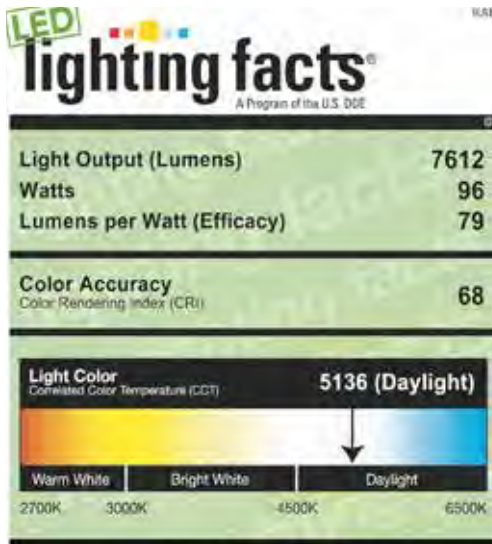 LED
lighting facts®
A Program of the U.S. DOE
Light Output (Lumens) 7612
Watts 96
Lumens per Watt (Efficacy) 79
Color Accuracy 68
Color Rendering Index (CRI)
Light Color 5136 (Daylight)
Correlated Color Temperature (CCT)
Warm White Bright White Daylight
2700K 3000K 4500K 6500K